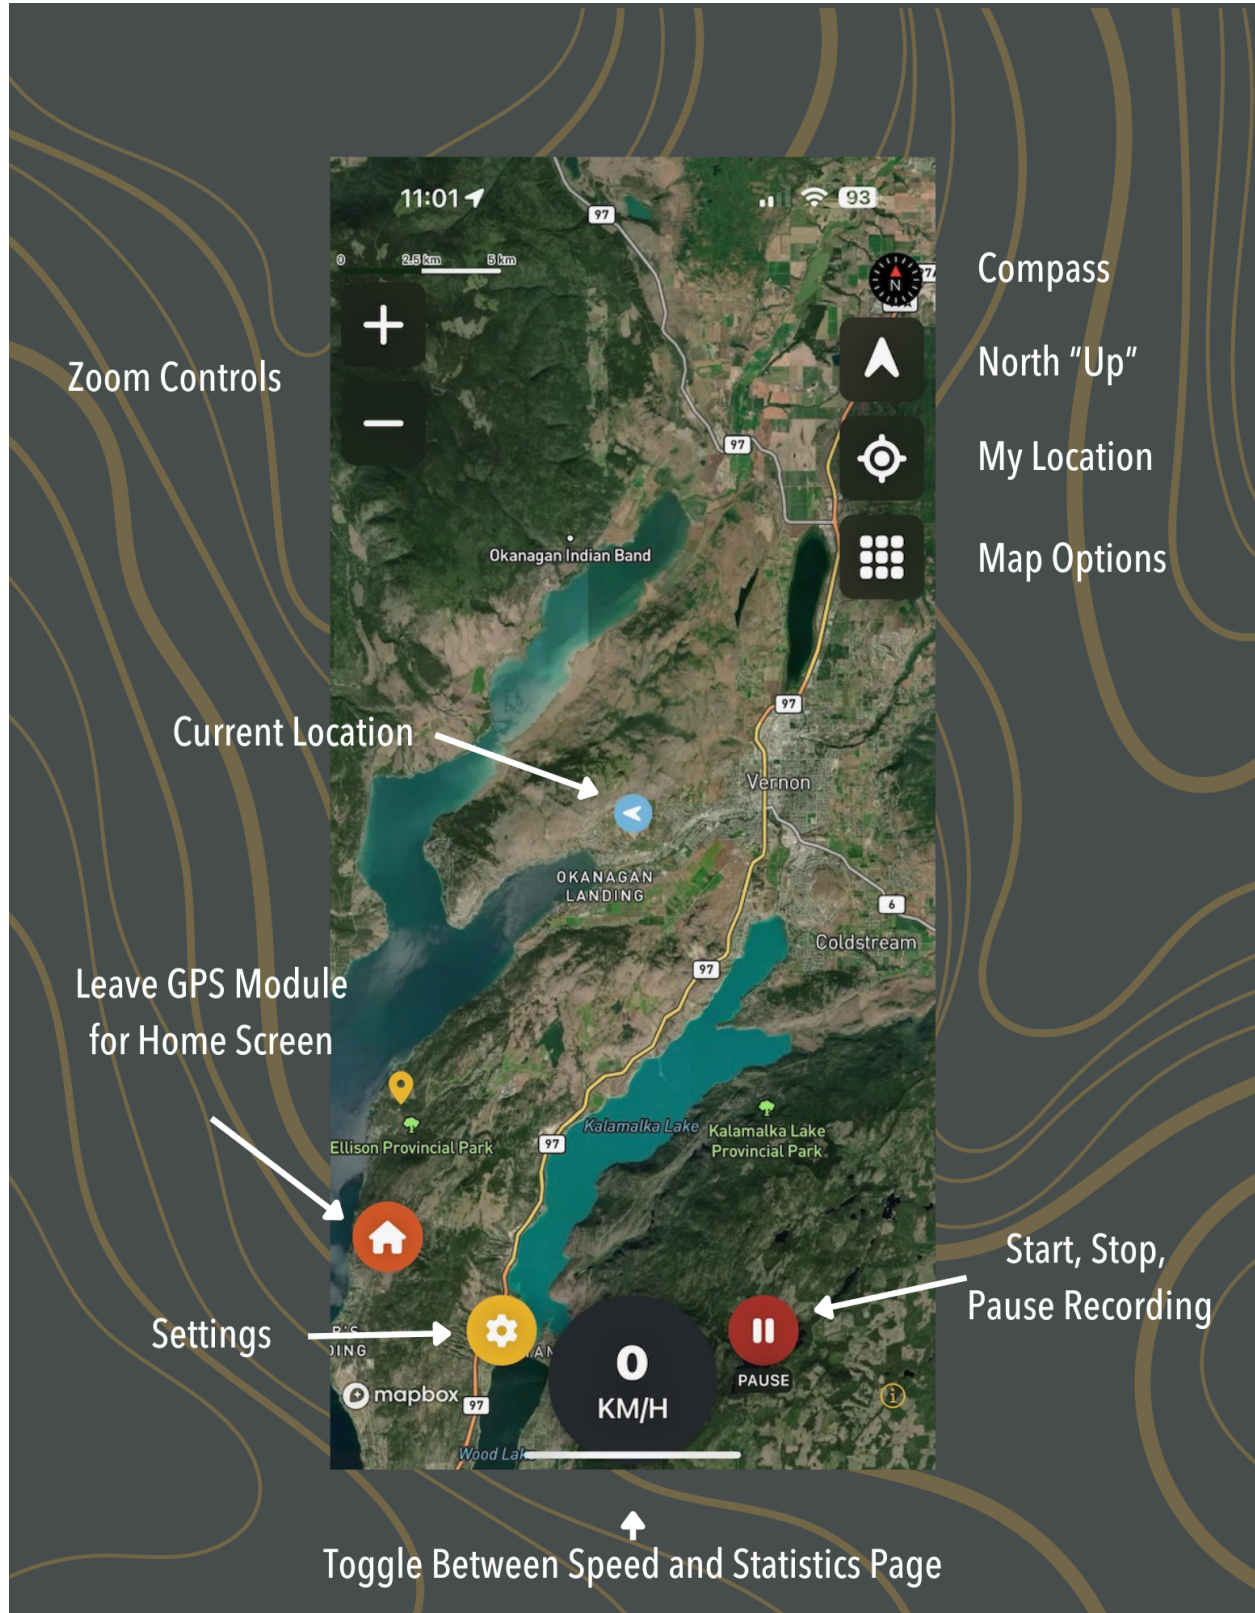 11:01
93
97
0 2.5 km 5 km
Compass
N
North “Up”
Zoom Controls
97
My Location
Okanagan Indian Band
Map Options
97
Current Location
Vernon
OKANAGAN
LANDING
6
Coldstream
97
Leave GPS Module
for Home Screen
Kalamalka Lake
Kalamalka Lake
Provincial Park
97
Ellison Provincial Park
Start, Stop,
Pause Recording
Settings
0
KM/H
PAUSE
mapbox
97
Wood Lake
Toggle Between Speed and Statistics Page